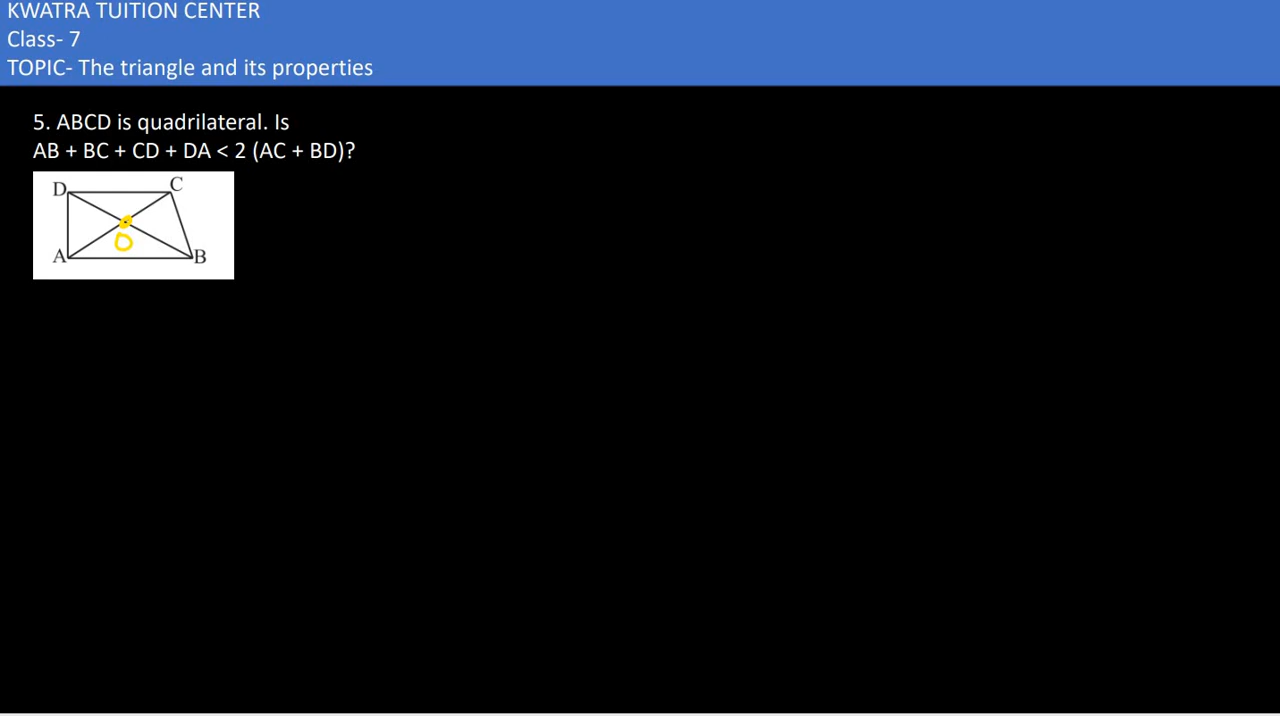 KWATRA TUITION CENTER
Class- 7
TOPIC- The triangle and its properties
5. ABCD is quadrilateral. Is
AB + BC + CD + DA < 2 (AC + BD)?
D C
O
A B